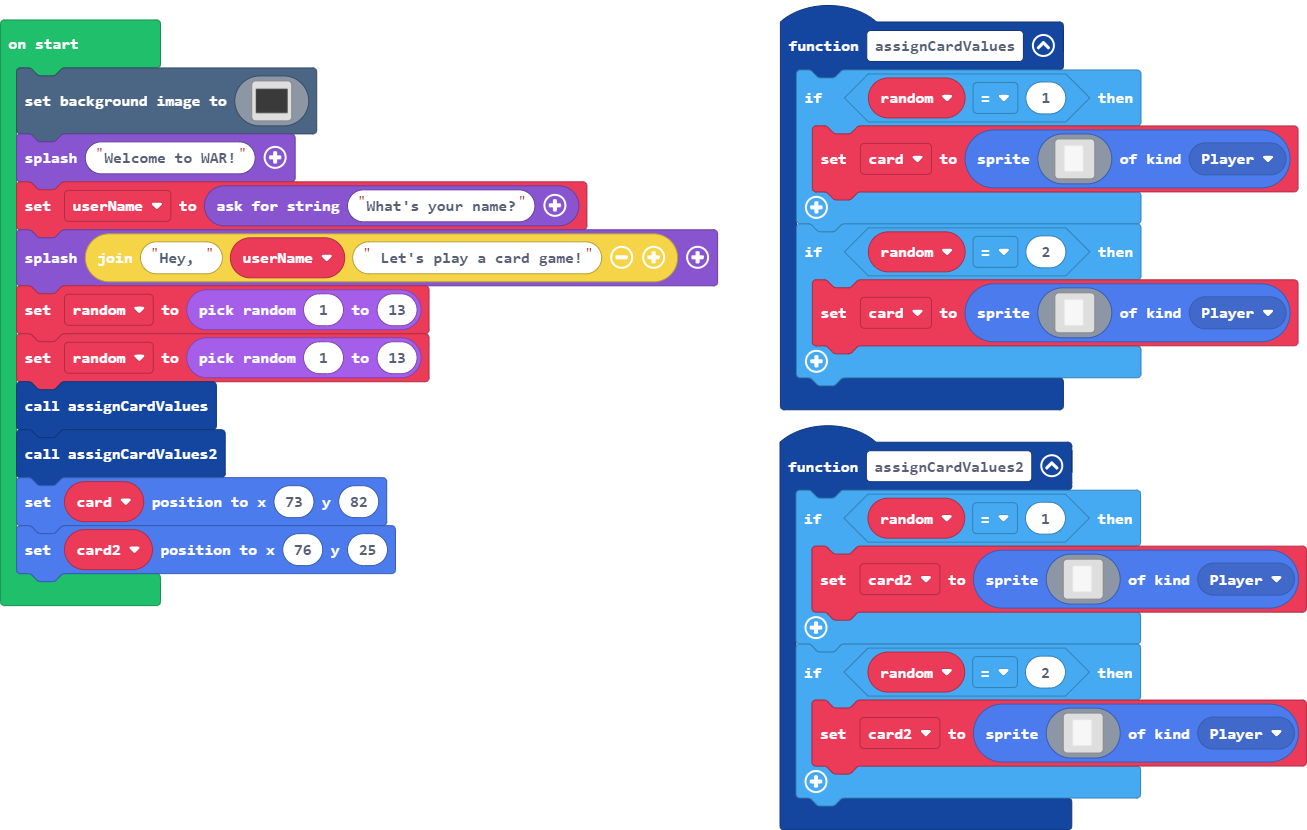 on start
set background image to
splash "Welcome to WAR!"
set userName to ask for string "What's your name?"
splash join "Hey, " userName " Let's play a card game!"
set random to pick random 1 to 13
set random to pick random 1 to 13
call assignCardValues
call assignCardValues2
set card position to x 73 y 82
set card2 position to x 76 y 25
function assignCardValues
if random = 1 then
set card to sprite of kind Player
if random = 2 then
set card to sprite of kind Player
function assignCardValues2
if random = 1 then
set card2 to sprite of kind Player
if random = 2 then
set card2 to sprite of kind Player